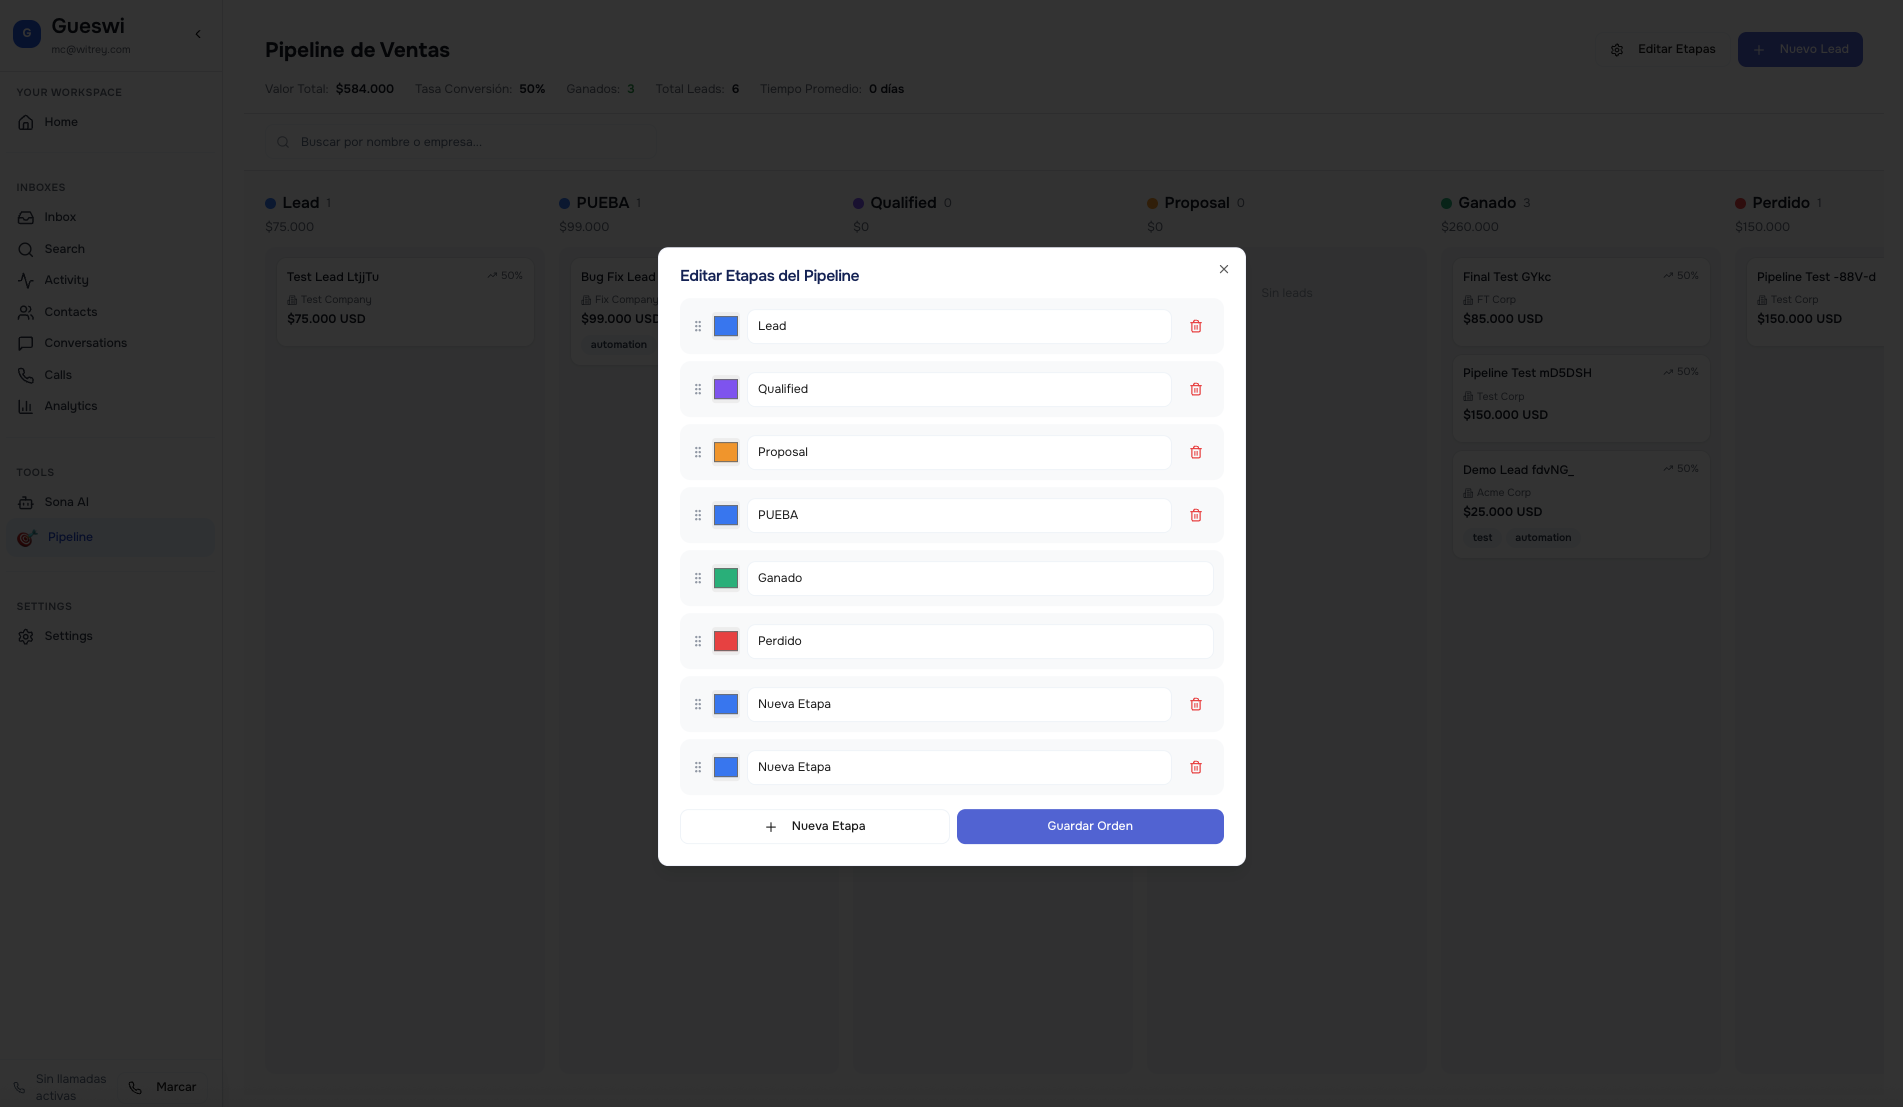 G
Gueswi
mc@witrey.com
YOUR WORKSPACE
Home
INBOXES
Inbox
Search
Activity
Contacts
Conversations
Calls
Analytics
TOOLS
Sona AI
Pipeline
SETTINGS
Settings
Sin llamadas
activas
Marcar
Pipeline de Ventas
Editar Etapas
Nuevo Lead
Valor Total: $584.000 Tasa Conversión: 50% Ganados: 3 Total Leads: 6 Tiempo Promedio: 0 días
Buscar por nombre o empresa...
Lead 1
$75.000
Test Lead LtjjTu 50%
Test Company
$75.000 USD
PUEBA 1
$99.000
Bug Fix Lead
Fix Company
$99.000 USD
automation
Qualified 0
$0
Proposal 0
$0
Sin leads
Ganado 3
$260.000
Final Test GYkc 50%
FT Corp
$85.000 USD
Pipeline Test mD5DSH 50%
Test Corp
$150.000 USD
Demo Lead fdvNG_ 50%
Acme Corp
$25.000 USD
test automation
Perdido 1
$150.000
Pipeline Test -88V-d
Test Corp
$150.000 USD
Editar Etapas del Pipeline
Lead
Qualified
Proposal
PUEBA
Ganado
Perdido
Nueva Etapa
Nueva Etapa
Nueva Etapa
Guardar Orden